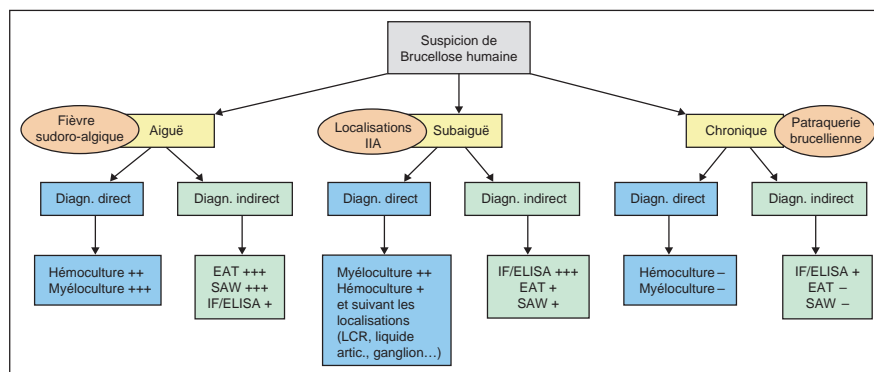 Suspicion de
Brucellose humaine
Fièvre
sudoro-algique
Aiguë
Localisations
IIA
Subaiguë
Chronique
Patraquerie
brucellienne
Diagn. direct
Diagn. indirect
Diagn. direct
Diagn. indirect
Diagn. direct
Diagn. indirect
Hémoculture ++
Myéloculture +++
EAT +++
SAW +++
IF/ELISA +
Myéloculture ++
Hémoculture +
et suivant les
localisations
(LCR, liquide
artic., ganglion…)
IF/ELISA +++
EAT +
SAW +
Hémoculture –
Myéloculture –
IF/ELISA +
EAT –
SAW –